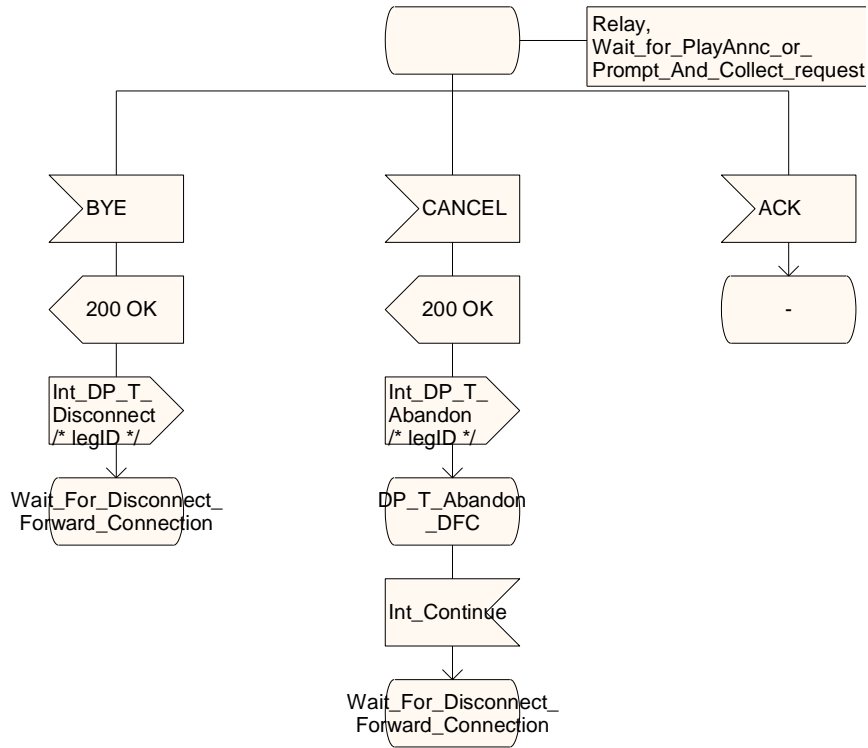 Relay,
Wait_for_PlayAnnc_or_
Prompt_And_Collect_request
BYE
CANCEL
ACK
200 OK
200 OK
-
Int_DP_T_
Disconnect
/* legID */
Int_DP_T_
Abandon
/* legID */
Wait_For_Disconnect_
Forward_Connection
DP_T_Abandon
_DFC
Int_Continue
Wait_For_Disconnect_
Forward_Connection